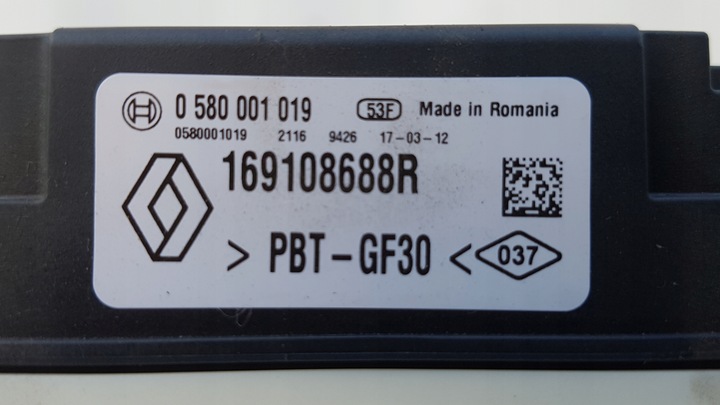 0 580 001 019 53F Made in Romania
0580001019 2116 9426 17-03-12
169108688R
> PBT-GF30 < 037